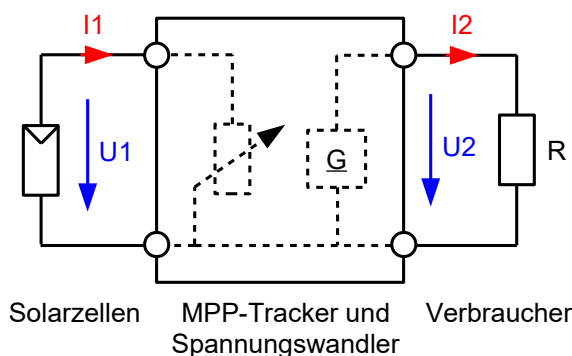 I1
I2
U1
G
U2
R
Solarzellen
MPP-Tracker und
Spannungswandler
Verbraucher